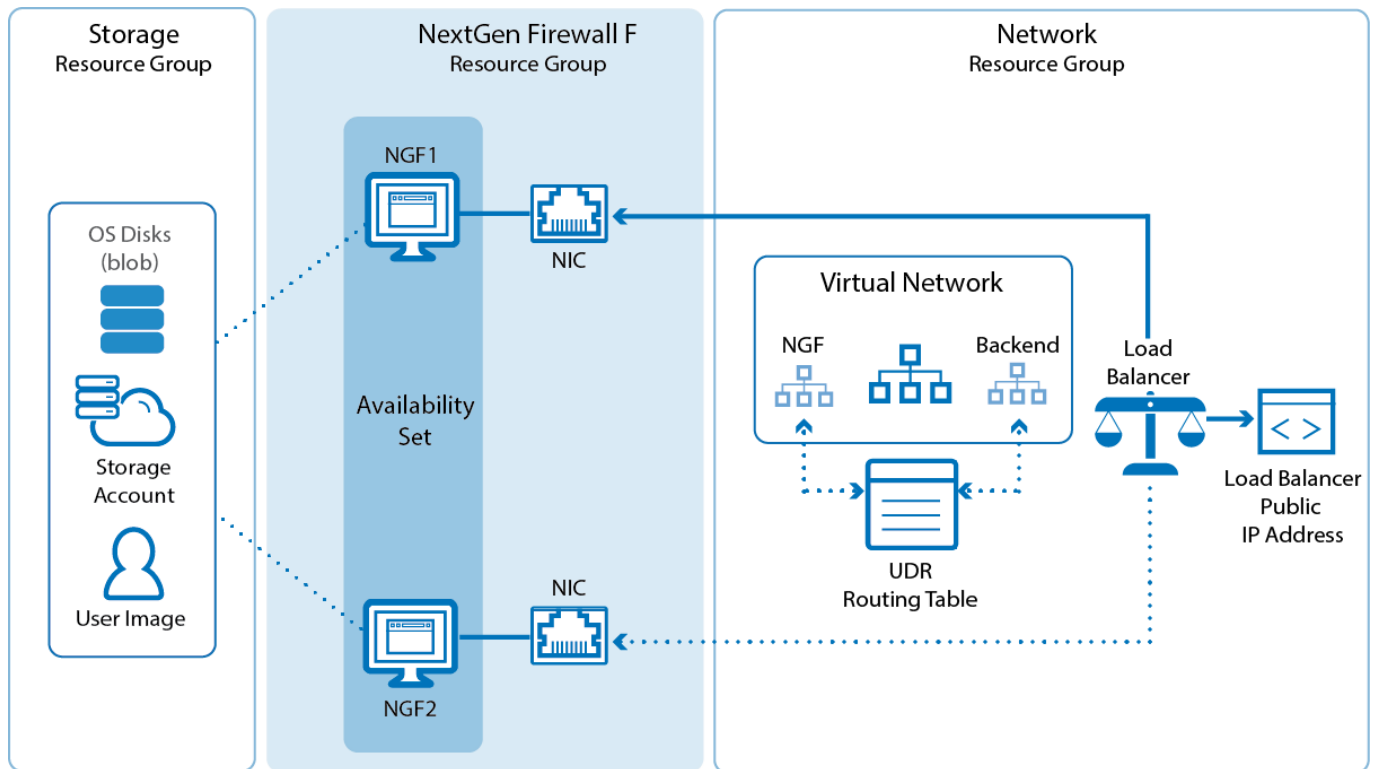 Storage
Resource Group
OS Disks
(blob)
Storage
Account
User Image
NextGen Firewall F
Resource Group
NGF1
NIC
Availability
Set
NIC
NGF2
Network
Resource Group
Virtual Network
NGF
Backend
UDR
Routing Table
Load
Balancer
< >
Load Balancer
Public
IP Address